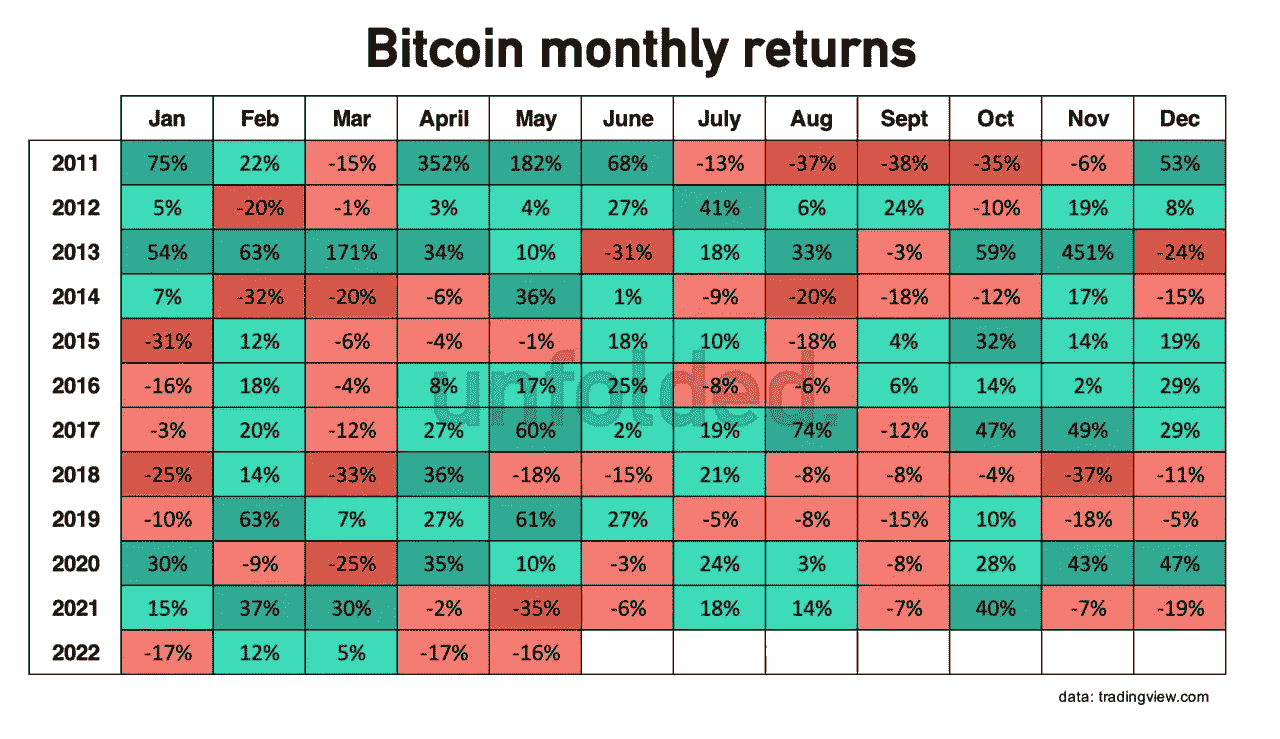 Bitcoin monthly returns
Jan Feb Mar April May June July Aug Sept Oct Nov Dec
2011 75% 22% -15% 352% 182% 68% -13% -37% -38% -35% -6% 53%
2012 5% -20% -1% 3% 4% 27% 41% 6% 24% -10% 19% 8%
2013 54% 63% 171% 34% 10% -31% 18% 33% -3% 59% 451% -24%
2014 7% -32% -20% -6% 36% 1% -9% -20% -18% -12% 17% -15%
2015 -31% 12% -6% -4% -1% 18% 10% -18% 4% 32% 14% 19%
2016 -16% 18% -4% 8% 17% 25% -8% -6% 6% 14% 2% 29%
unfolded.
2017 -3% 20% -12% 27% 60% 2% 19% 74% -12% 47% 49% 29%
2018 -25% 14% -33% 36% -18% -15% 21% -8% -8% -4% -37% -11%
2019 -10% 63% 7% 27% 61% 27% -5% -8% -15% 10% -18% -5%
2020 30% -9% -25% 35% 10% -3% 24% 3% -8% 28% 43% 47%
2021 15% 37% 30% -2% -35% -6% 18% 14% -7% 40% -7% -19%
2022 -17% 12% 5% -17% -16%
data: tradingview.com